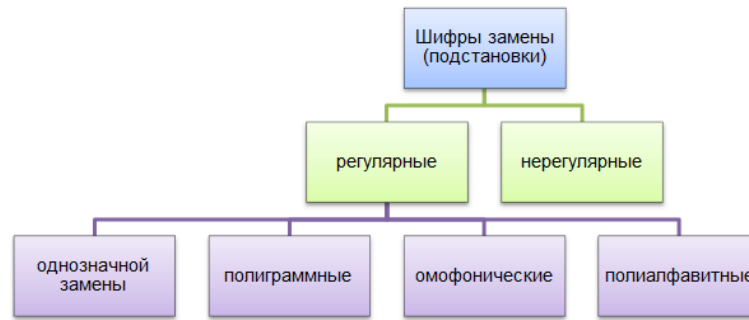 Шифры замены
(подстановки)
регулярные
нерегулярные
однозначной
замены
полиграммные
омофонические
полиалфавитные